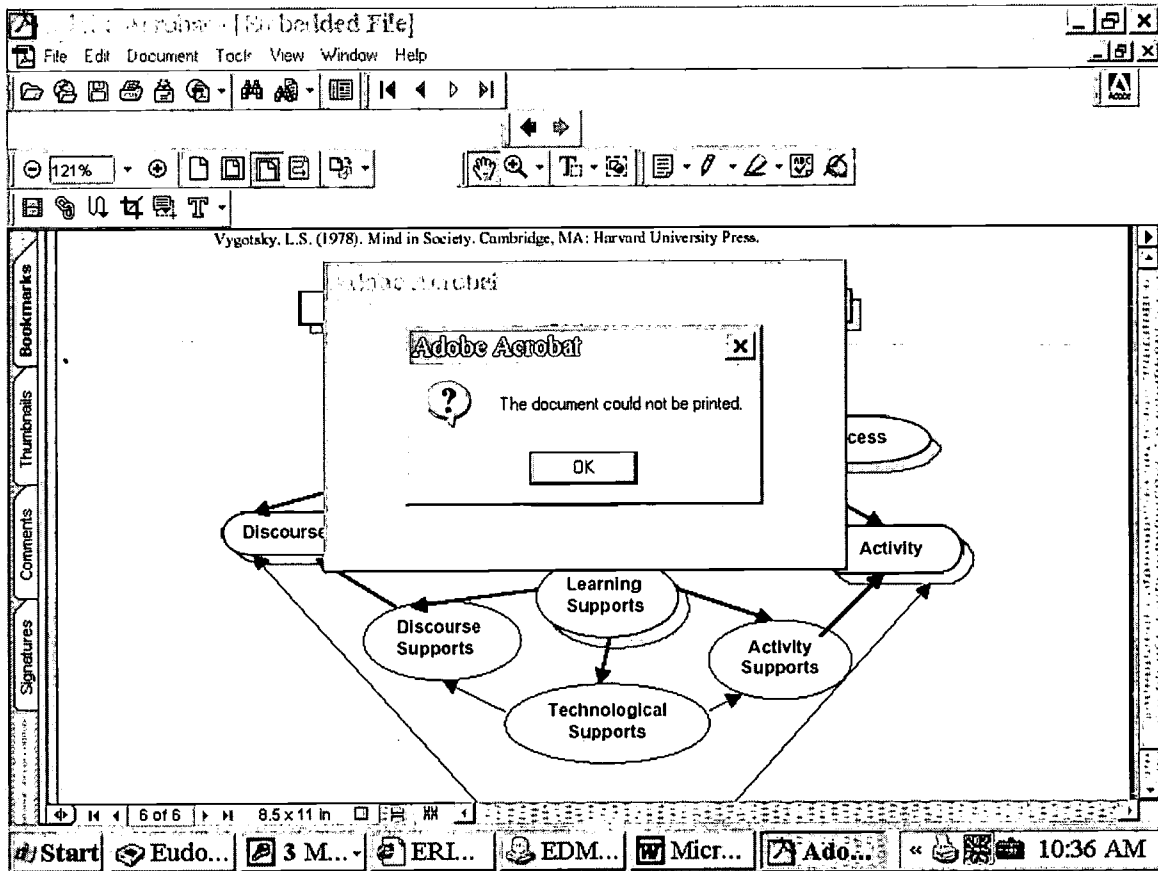 [Embedded File]
File Edit Document Tools View Window Help
Adobe
121%
Vygotsky, L.S. (1978). Mind in Society. Cambridge, MA: Harvard University Press.
Bookmarks
Thumbnails
Comments
Signatures
Adobe Acrobat
Adobe Acrobat
The document could not be printed.
OK
cess
Discourse
Activity
Learning
Supports
Discourse
Supports
Activity
Supports
Technological
Supports
6 of 6
8.5 x 11 in
Start Eudo... 3 M... ERI... EDM... Micr... Ado... « 10:36 AM